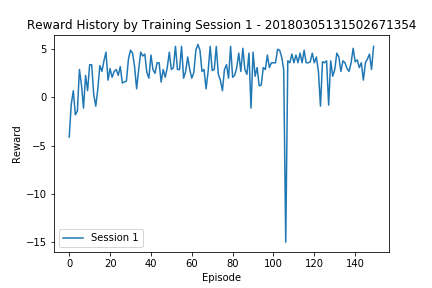 Reward History by Training Session 1 - 20180305131502671354
5
0
−5
−10
−15
Reward
Session 1
0 20 40 60 80 100 120 140
Episode